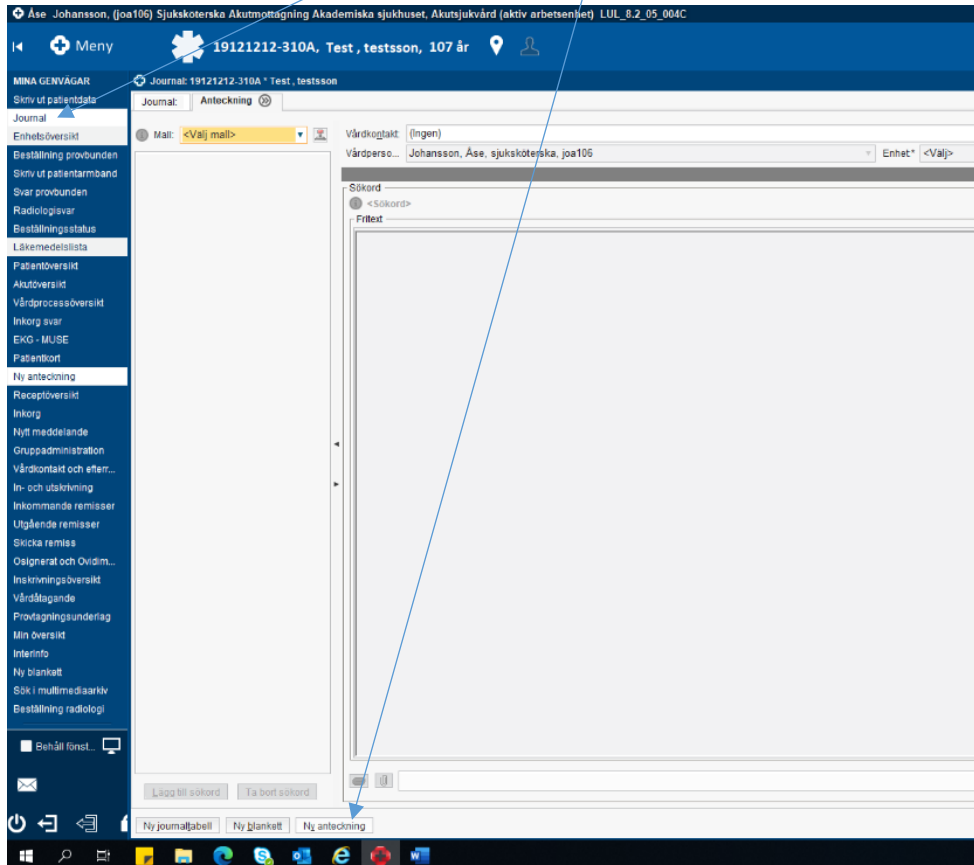 Åse Johansson, (joa106) Sjuksköterska Akutmottagning Akademiska sjukhuset, Akutsjukvård (aktiv arbetsenhet) LUL_8.2_05_004C
Meny
19121212-310A, Test , testsson, 107 år
MINA GENVÄGAR
Skriv ut patientdata
Journal
Enhetsöversikt
Beställning provbunden
Skriv ut patientarmband
Svar provbunden
Radiologisvar
Beställningsstatus
Läkemedelslista
Patientöversikt
Akutöversikt
Vårdprocessöversikt
Inkorg svar
EKG - MUSE
Patientkort
Ny anteckning
Receptöversikt
Inkorg
Nytt meddelande
Gruppadministration
Vårdkontakt och efterr...
In- och utskrivning
Inkommande remisser
Utgående remisser
Skicka remiss
Osignerat och Ovidim...
Inskrivningsöversikt
Vårdåtagande
Provtagningsunderlag
Min översikt
Interinfo
Ny blankett
Sök i multimediaarkiv
Beställning radiologi
Behåll fönst...
Journal: 19121212-310A * Test , testsson
Journal: Anteckning
Mall: <Välj mall>
Vårdkontakt: (Ingen)
Vårdperso... Johansson, Åse, sjuksköterska, joa106 Enhet* <Välj>
Sökord
<Sökord>
Fritext
Lägg till sökord Ta bort sökord
Ny journaltabell Ny blankett Ny anteckning